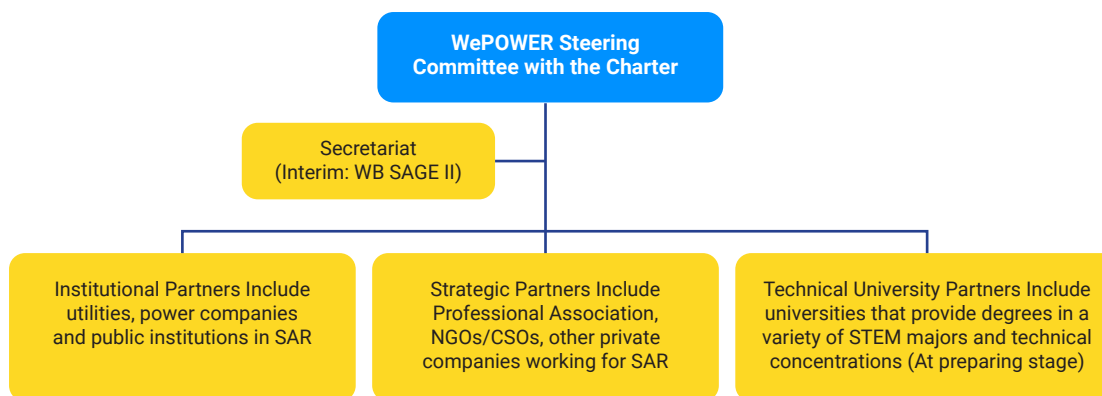 WePOWER Steering
Committee with the Charter
Secretariat
(Interim: WB SAGE II)
Institutional Partners Include
utilities, power companies
and public institutions in SAR
Strategic Partners Include
Professional Association,
NGOs/CSOs, other private
companies working for SAR
Technical University Partners Include
universities that provide degrees in a
variety of STEM majors and technical
concentrations (At preparing stage)